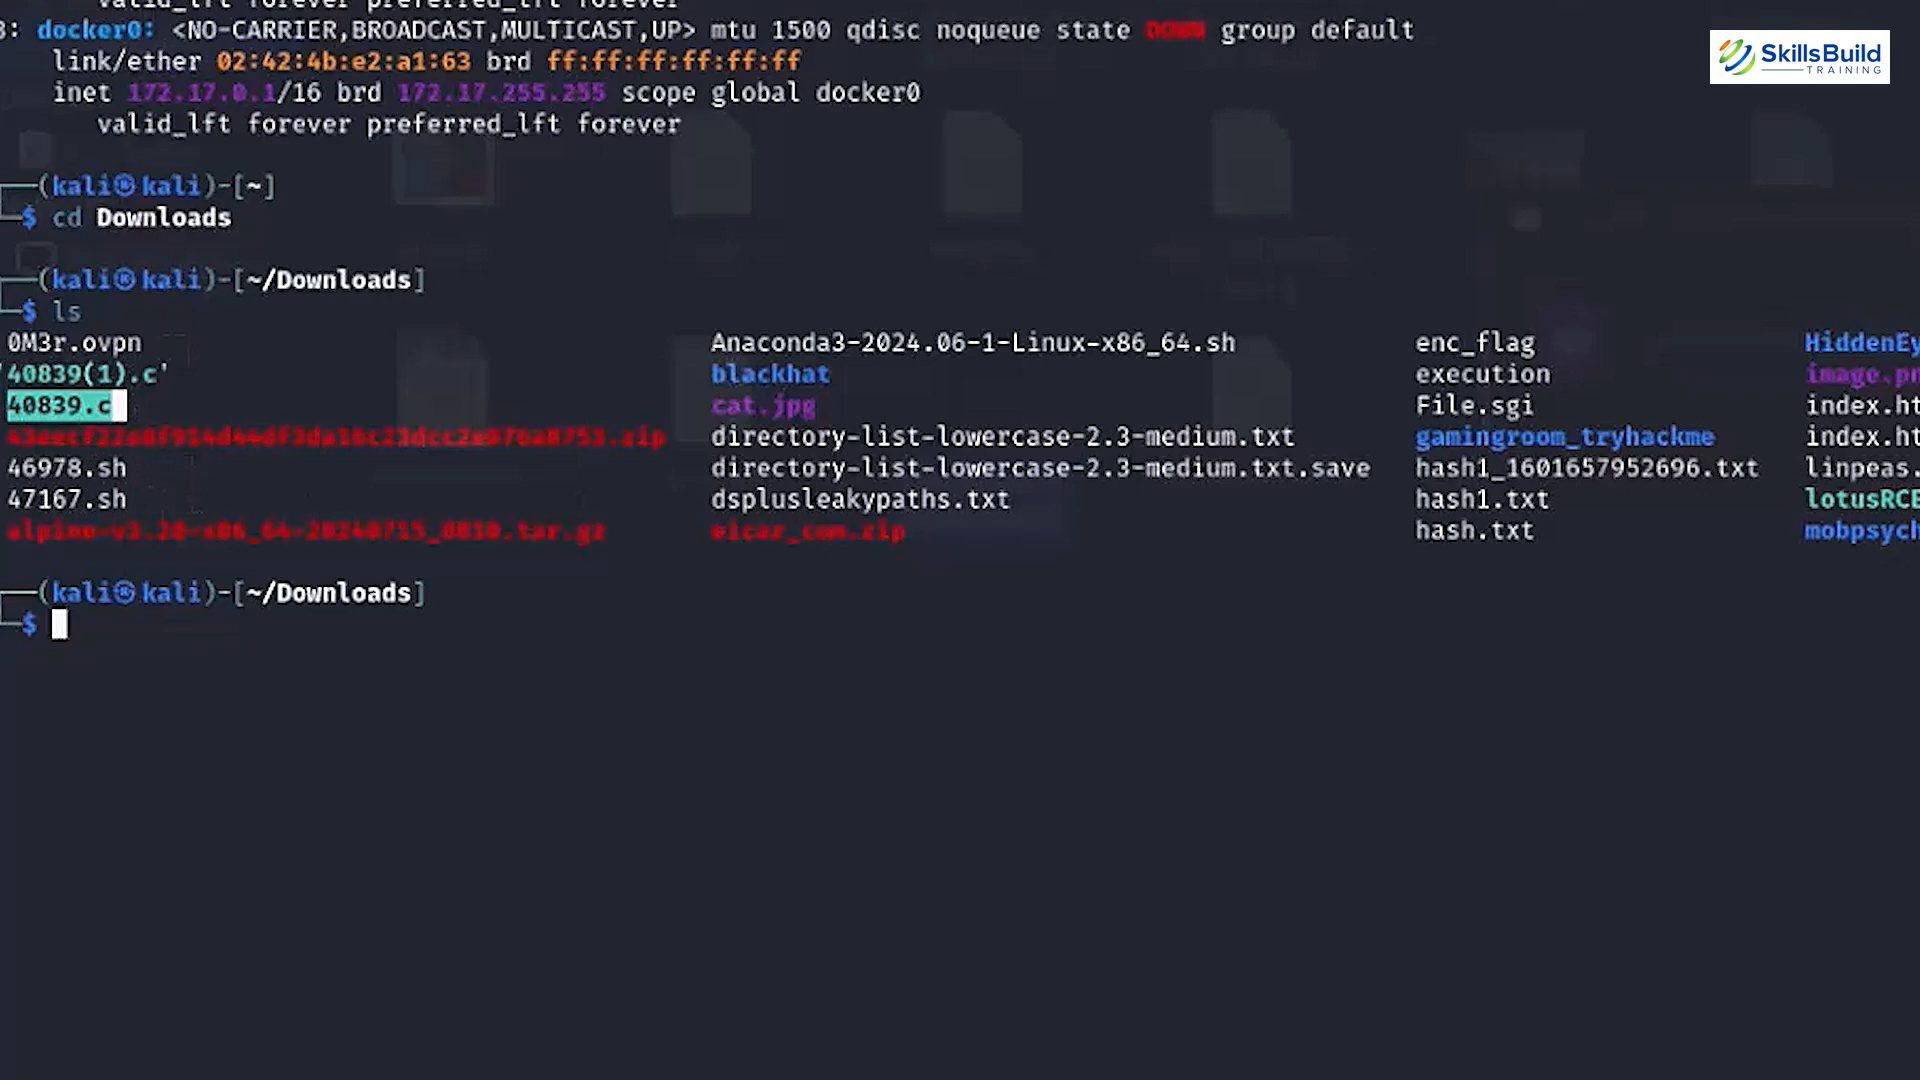 valid_lft forever preferred_lft forever
3: docker0: <NO-CARRIER,BROADCAST,MULTICAST,UP> mtu 1500 qdisc noqueue state DOWN group default
link/ether 02:42:4b:e2:a1:63 brd ff:ff:ff:ff:ff:ff
inet 172.17.0.1/16 brd 172.17.255.255 scope global docker0
valid_lft forever preferred_lft forever
(kali㉿kali)-[~]
$ cd Downloads
(kali㉿kali)-[~/Downloads]
$ ls
0M3r.ovpn Anaconda3-2024.06-1-Linux-x86_64.sh enc_flag HiddenEy
'40839(1).c' blackhat execution image.pn
40839.c cat.jpg File.sgi index.ht
directory-list-lowercase-2.3-medium.txt gamingroom_tryhackme index.ht
46978.sh directory-list-lowercase-2.3-medium.txt.save hash1_1601657952696.txt linpeas.
47167.sh dsplusleakypaths.txt hash1.txt lotusRCE
alpine-v3.20-x86_64-20240715_0810.tar.gz eicar_com.zip hash.txt mobpsych
(kali㉿kali)-[~/Downloads]
$
SkillsBuild
TRAINING